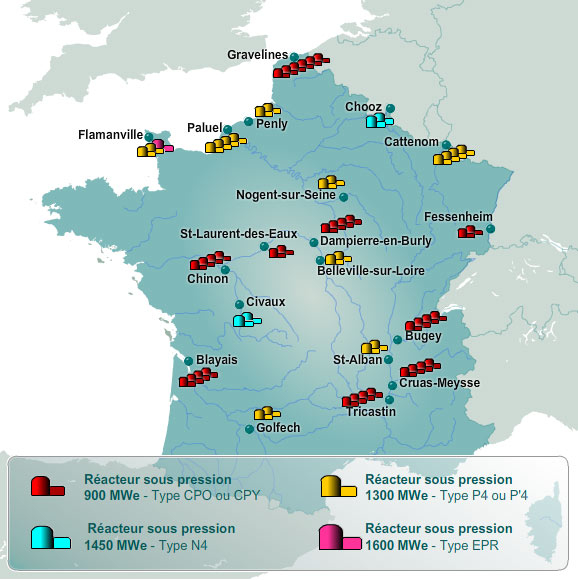 Gravelines
Chooz
Penly
Paluel
Flamanville
Cattenom
Nogent-sur-Seine
Fessenheim
St-Laurent-des-Eaux
Dampierre-en-Burly
Belleville-sur-Loire
Chinon
Civaux
Bugey
Blayais
St-Alban
Cruas-Meysse
Tricastin
Golfech
Réacteur sous pression
900 MWe - Type CPO ou CPY
Réacteur sous pression
1300 MWe - Type P4 ou P'4
Réacteur sous pression
1450 MWe - Type N4
Réacteur sous pression
1600 MWe - Type EPR